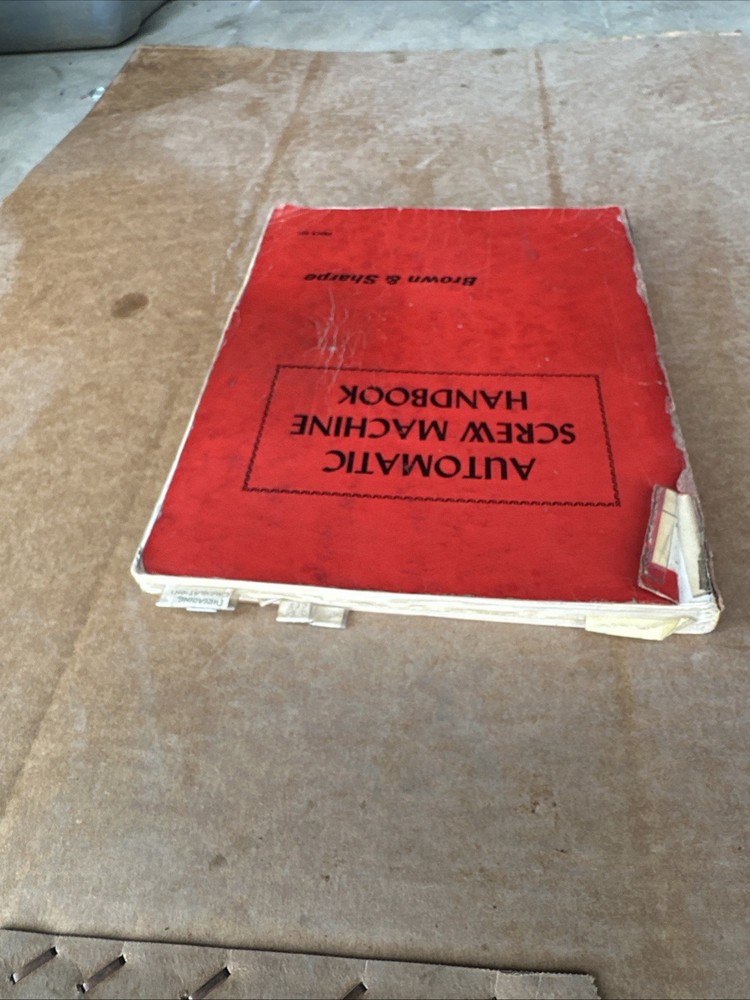 AUTOMATIC
SCREW MACHINE
HANDBOOK
Brown & Sharpe